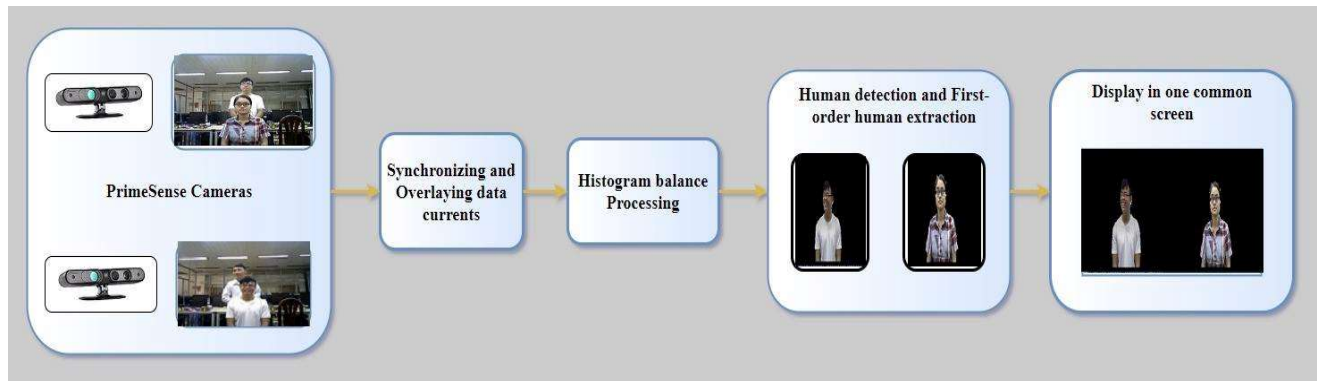 PrimeSense Cameras
Synchronizing and
Overlaying data
currents
Histogram balance
Processing
Human detection and First-
order human extraction
Display in one common
screen